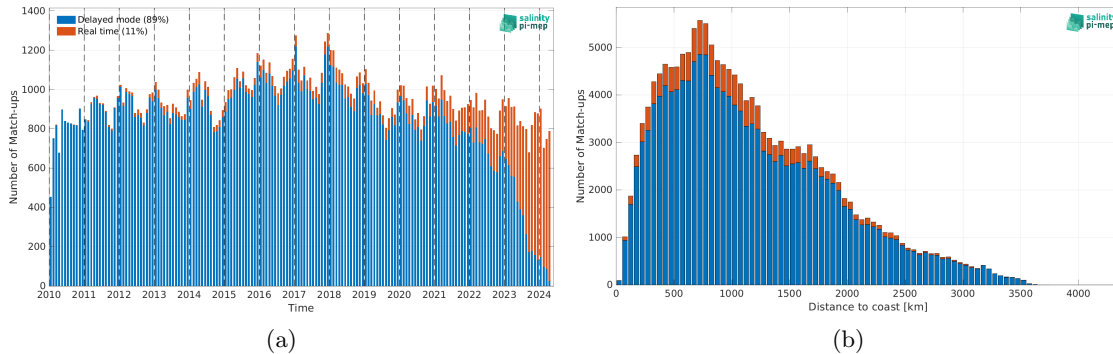 1400
1200
1000
800
600
400
200
0
Number of Match-ups
Delayed mode (89%)
Real time (11%)
salinity
pi-mep
2010 2011 2012 2013 2014 2015 2016 2017 2018 2019 2020 2021 2022 2023 2024
Time
(a)
5000
4000
3000
2000
1000
0
Number of Match-ups
salinity
pi-mep
0 500 1000 1500 2000 2500 3000 3500 4000
Distance to coast [km]
(b)